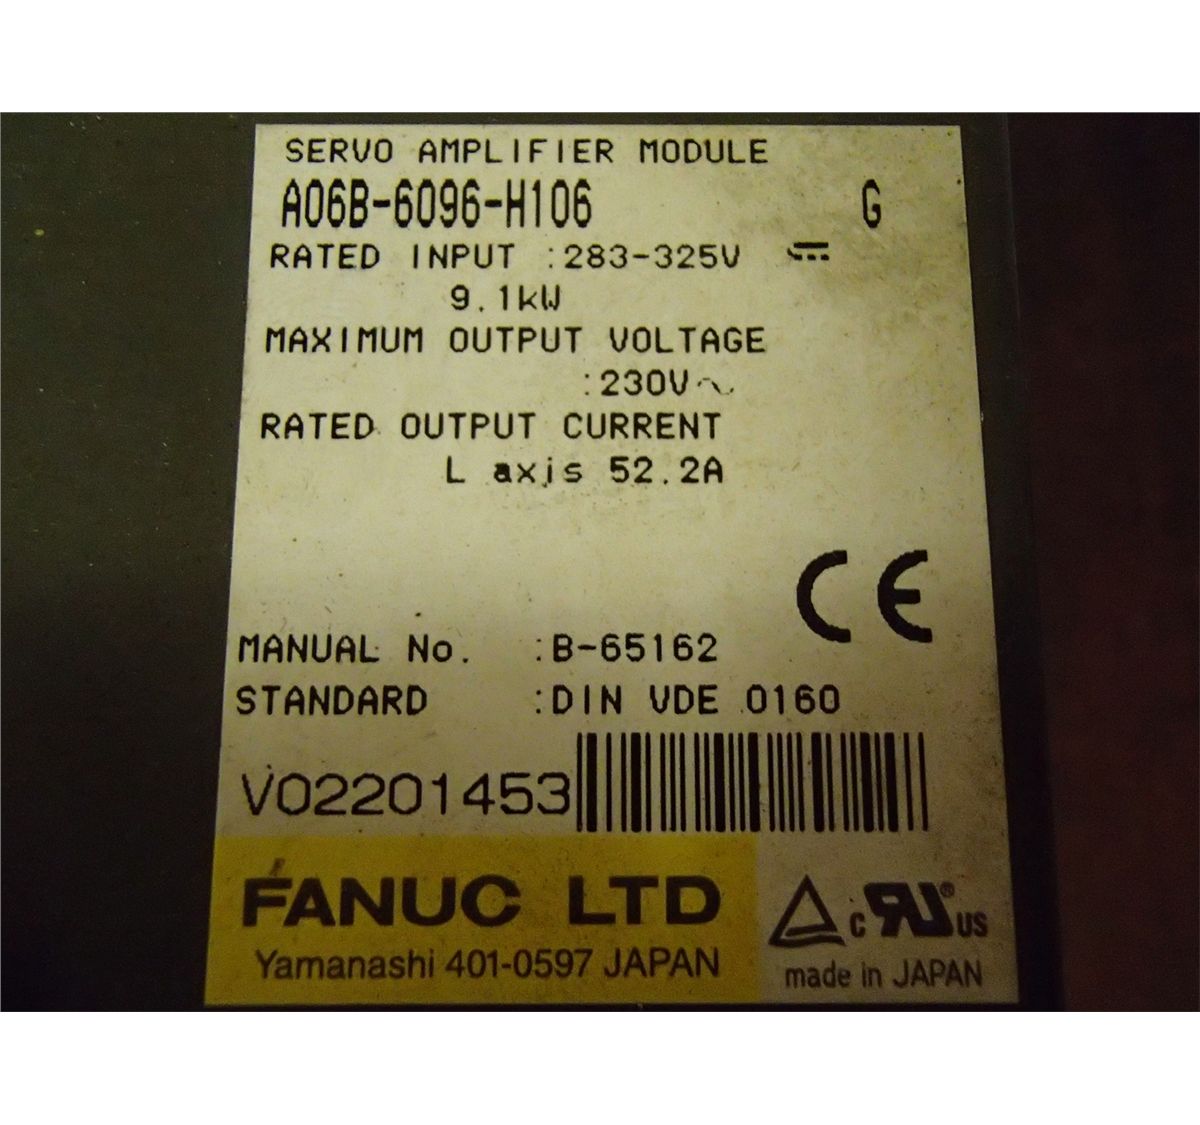 SERVO AMPLIFIER MODULE
A06B-6096-H106 G
RATED INPUT :283-325V ⎓
9.1kW
MAXIMUM OUTPUT VOLTAGE
:230V~
RATED OUTPUT CURRENT
L axis 52.2A
CE
MANUAL No. :B-65162
STANDARD :DIN VDE 0160
V02201453
FANUC LTD
Yamanashi 401-0597 JAPAN
c RU ® US
made in JAPAN